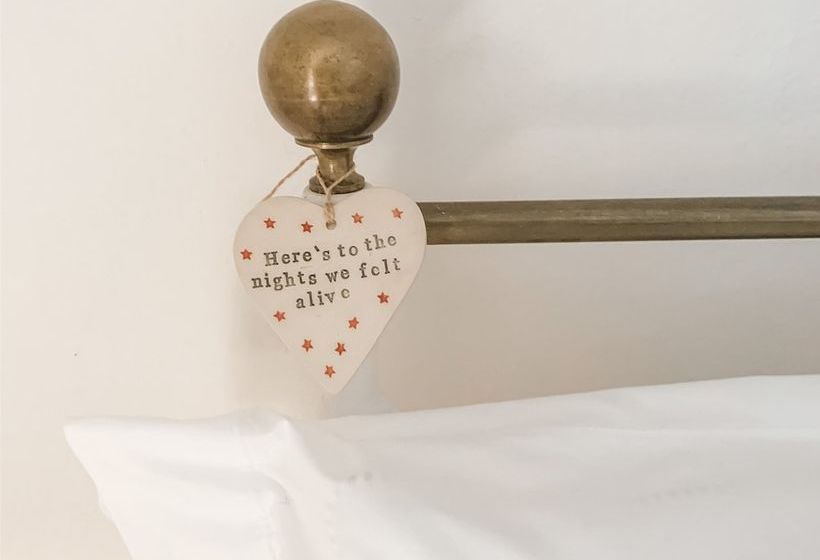 Here's to the
nights we felt
alive